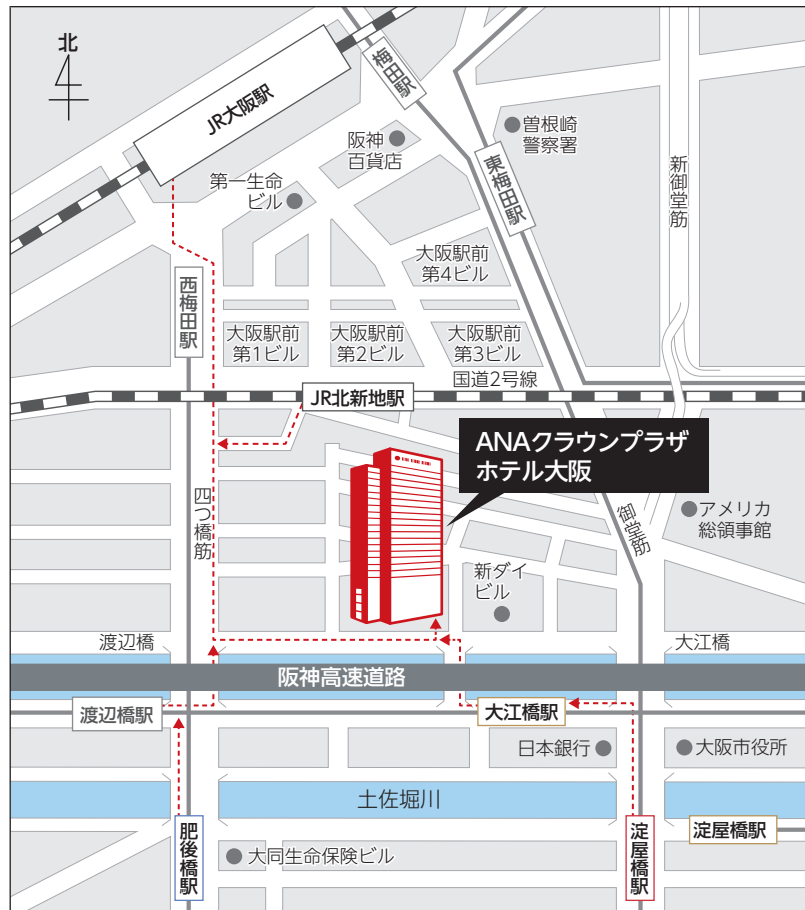 北
JR大阪駅
梅田駅
阪神
百貨店
曽根崎
警察署
第一生命
ビル
東梅田駅
新御堂筋
大阪駅前
第4ビル
西梅田駅
大阪駅前
第1ビル
大阪駅前
第2ビル
大阪駅前
第3ビル
国道2号線
JR北新地駅
ANAクラウンプラザ
ホテル大阪
四つ橋筋
御堂筋
アメリカ
総領事館
新ダイ
ビル
渡辺橋
大江橋
阪神高速道路
渡辺橋駅
大江橋駅
日本銀行
大阪市役所
土佐堀川
肥後橋駅
淀屋橋駅
淀屋橋駅
大同生命保険ビル